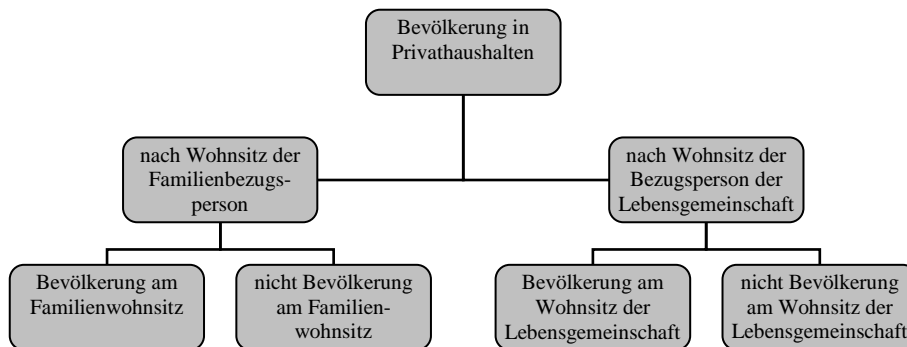 Bevölkerung in
Privathaushalten
nach Wohnsitz der
Familienbezugs-
person
nach Wohnsitz der
Bezugsperson der
Lebensgemeinschaft
Bevölkerung am
Familienwohnsitz
nicht Bevölkerung
am Familien-
wohnsitz
Bevölkerung am
Wohnsitz der
Lebensgemeinschaft
nicht Bevölkerung
am Wohnsitz der
Lebensgemeinschaft